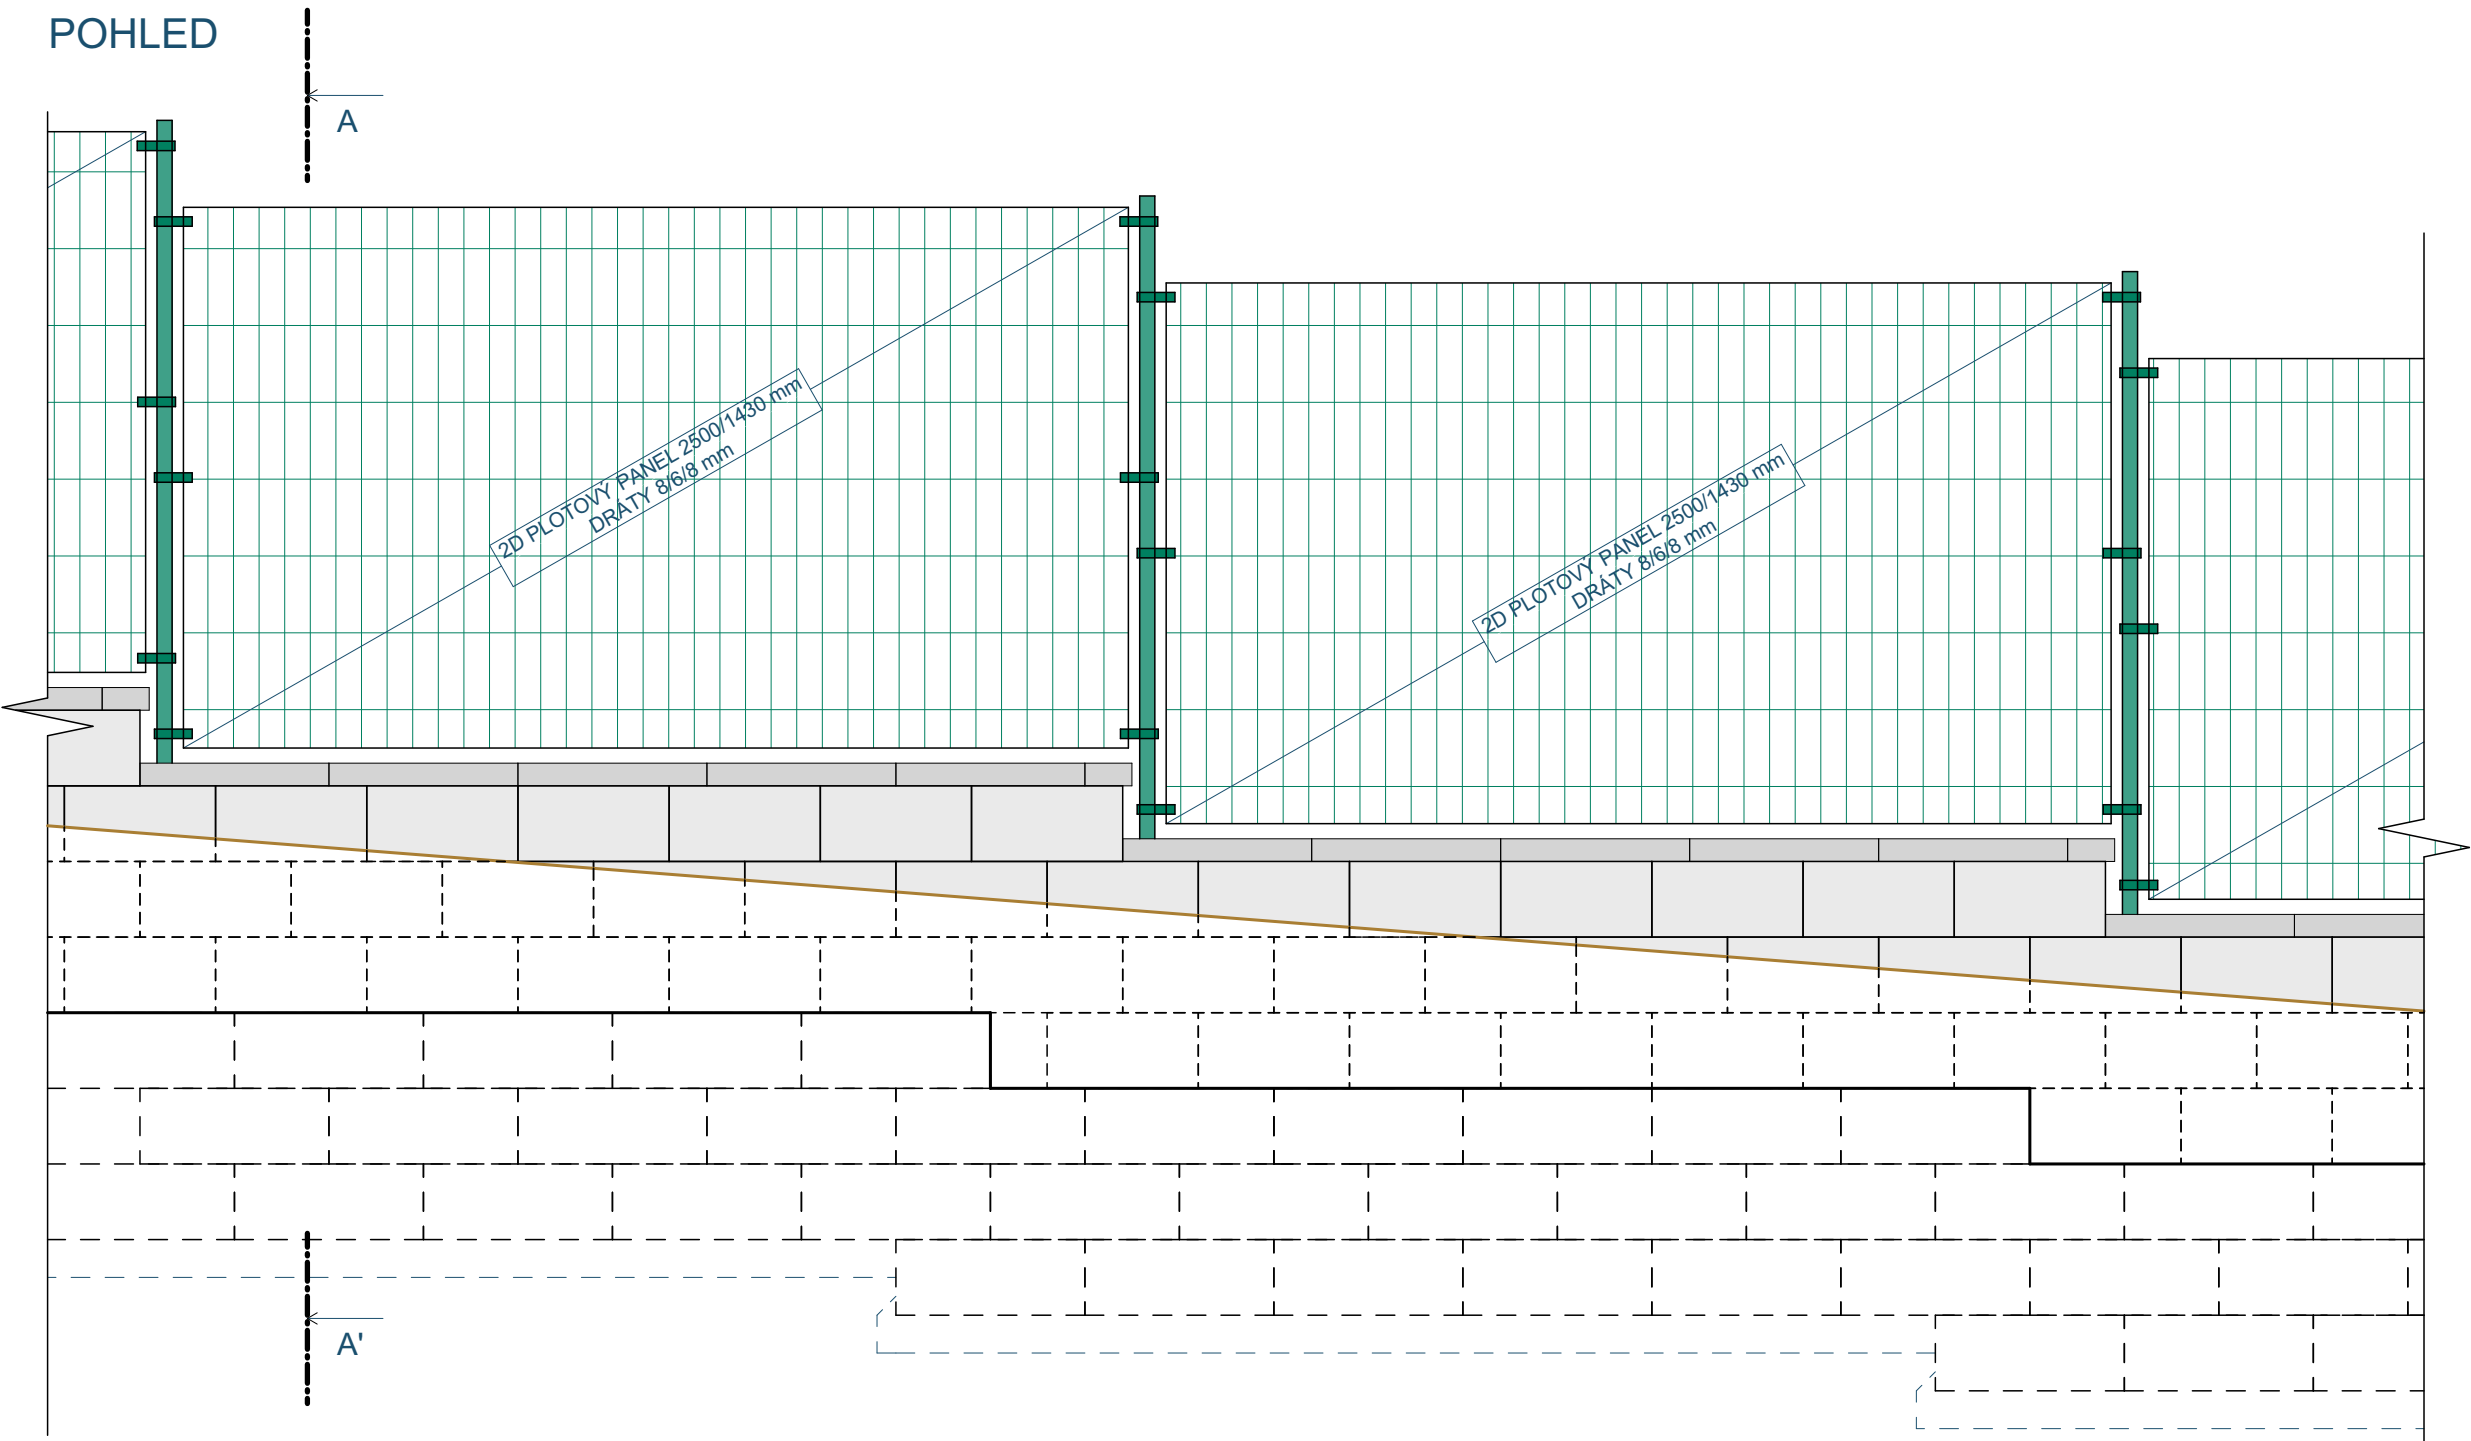 POHLED
A
2D PLOTOVÝ PANEL 2500/1430 mm
DRÁTY 8/6/8 mm
2D PLOTOVÝ PANEL 2500/1430 mm
DRÁTY 8/6/8 mm
A'